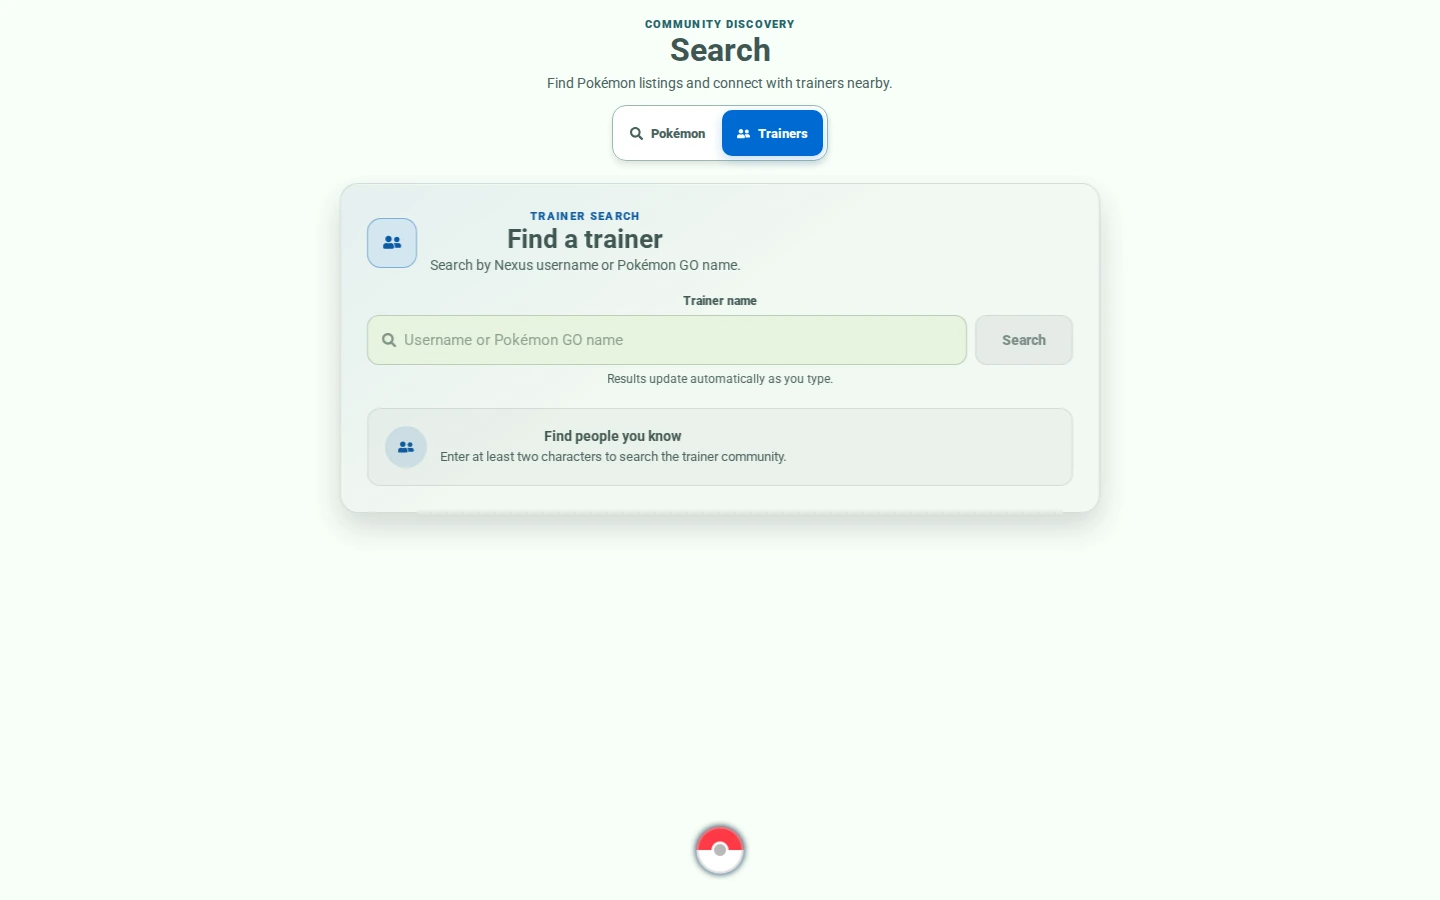 COMMUNITY DISCOVERY
Search
Find Pokémon listings and connect with trainers nearby.
Pokémon
Trainers
TRAINER SEARCH
Find a trainer
Search by Nexus username or Pokémon GO name.
Trainer name
Username or Pokémon GO name
Search
Results update automatically as you type.
Find people you know
Enter at least two characters to search the trainer community.